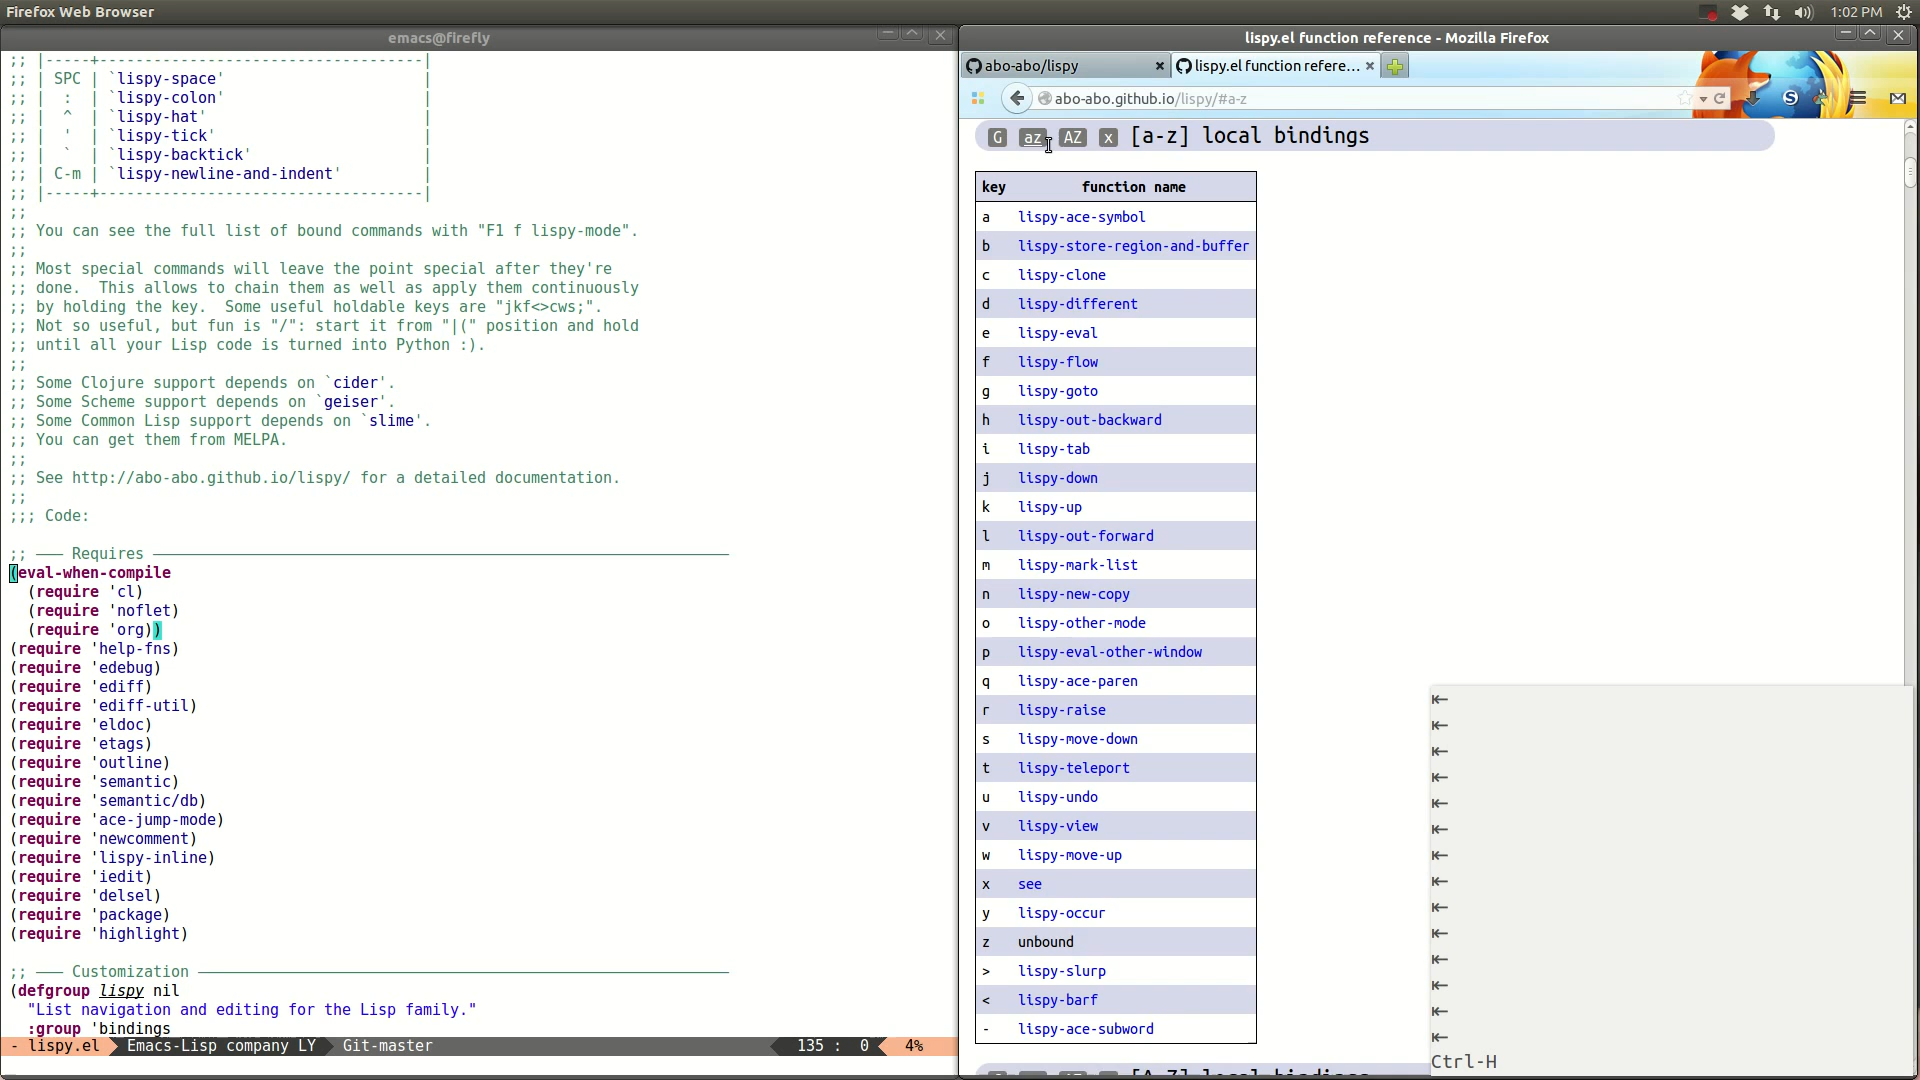 Firefox Web Browser
1:02 PM
emacs@firefly
;; |-----+------------------------------------|
;; | SPC | `lispy-space'                      |
;; |  :  | `lispy-colon'                      |
;; |  ^  | `lispy-hat'                        |
;; |  '  | `lispy-tick'                       |
;; |  `  | `lispy-backtick'                   |
;; | C-m | `lispy-newline-and-indent'         |
;; |-----+------------------------------------|
;;
;; You can see the full list of bound commands with "F1 f lispy-mode".
;;
;; Most special commands will leave the point special after they're
;; done.  This allows to chain them as well as apply them continuously
;; by holding the key.  Some useful holdable keys are "jkf<>cws;".
;; Not so useful, but fun is "/": start it from "|(" position and hold
;; until all your Lisp code is turned into Python :).
;;
;; Some Clojure support depends on `cider'.
;; Some Scheme support depends on `geiser'.
;; Some Common Lisp support depends on `slime'.
;; You can get them from MELPA.
;;
;; See http://abo-abo.github.io/lispy/ for a detailed documentation.
;;
;;; Code:
;; ─── Requires ────────────────────────────────
(eval-when-compile
  (require 'cl)
  (require 'noflet)
  (require 'org))
(require 'help-fns)
(require 'edebug)
(require 'ediff)
(require 'ediff-util)
(require 'eldoc)
(require 'etags)
(require 'outline)
(require 'semantic)
(require 'semantic/db)
(require 'ace-jump-mode)
(require 'newcomment)
(require 'lispy-inline)
(require 'iedit)
(require 'delsel)
(require 'package)
(require 'highlight)
;; ─── Customization ───────────────────────────
(defgroup lispy nil
  "List navigation and editing for the Lisp family."
  :group 'bindings
- lispy.el Emacs-Lisp company LY Git-master 135 : 0 4%
lispy.el function reference - Mozilla Firefox
abo-abo/lispy
lispy.el function refere...
abo-abo.github.io/lispy/#a-z
G az AZ x [a-z] local bindings
key function name
a lispy-ace-symbol
b lispy-store-region-and-buffer
c lispy-clone
d lispy-different
e lispy-eval
f lispy-flow
g lispy-goto
h lispy-out-backward
i lispy-tab
j lispy-down
k lispy-up
l lispy-out-forward
m lispy-mark-list
n lispy-new-copy
o lispy-other-mode
p lispy-eval-other-window
q lispy-ace-paren
r lispy-raise
s lispy-move-down
t lispy-teleport
u lispy-undo
v lispy-view
w lispy-move-up
x see
y lispy-occur
z unbound
> lispy-slurp
< lispy-barf
- lispy-ace-subword
[A-Z] local bindings
⇤
⇤
⇤
⇤
⇤
⇤
⇤
⇤
⇤
⇤
⇤
⇤
⇤
⇤
Ctrl-H